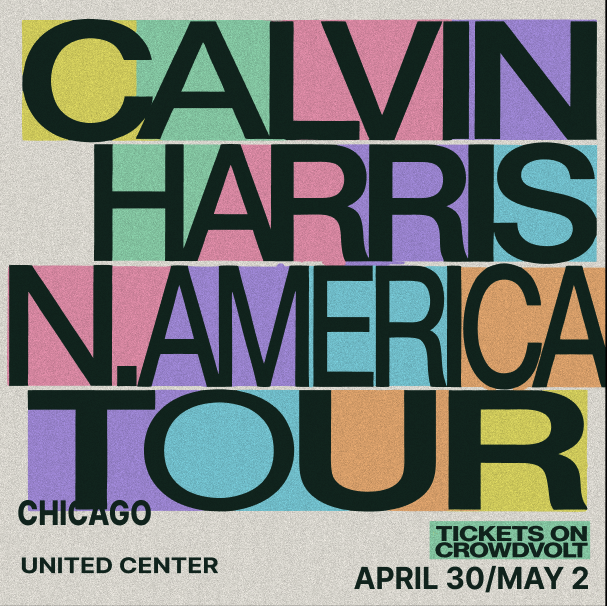 CALVIN
HARRIS
N.AMERICA
TOUR
CHICAGO
UNITED CENTER
TICKETS ON
CROWDVOLT
APRIL 30/MAY 2